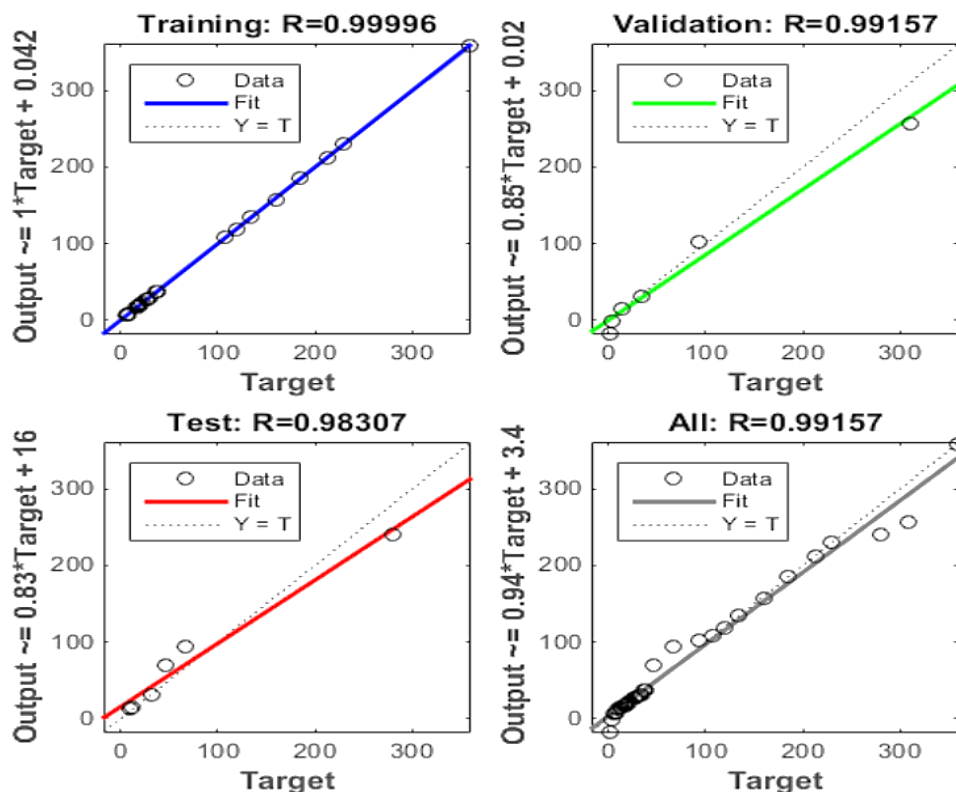 Training: R=0.99996
Output ~= 1*Target + 0.042
300
200
100
0
Data
Fit
Y = T
0 100 200 300
Target
Validation: R=0.99157
Output ~= 0.85*Target + 0.02
300
200
100
0
Data
Fit
Y = T
0 100 200 300
Target
Test: R=0.98307
Output ~= 0.83*Target + 16
300
200
100
0
Data
Fit
Y = T
0 100 200 300
Target
All: R=0.99157
Output ~= 0.94*Target + 3.4
300
200
100
0
Data
Fit
Y = T
0 100 200 300
Target